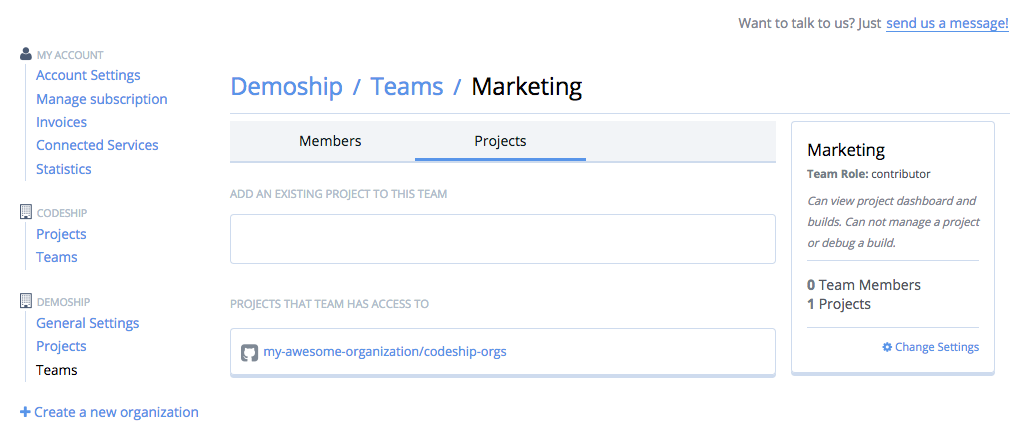 Want to talk to us? Just send us a message!
MY ACCOUNT
Account Settings
Manage subscription
Invoices
Connected Services
Statistics
CODESHIP
Projects
Teams
DEMOSHIP
General Settings
Projects
Teams
Create a new organization
Demoship / Teams / Marketing
Members Projects
ADD AN EXISTING PROJECT TO THIS TEAM
PROJECTS THAT TEAM HAS ACCESS TO
my-awesome-organization/codeship-orgs
Marketing
Team Role: contributor
Can view project dashboard and
builds. Can not manage a project
or debug a build.
0 Team Members
1 Projects
Change Settings